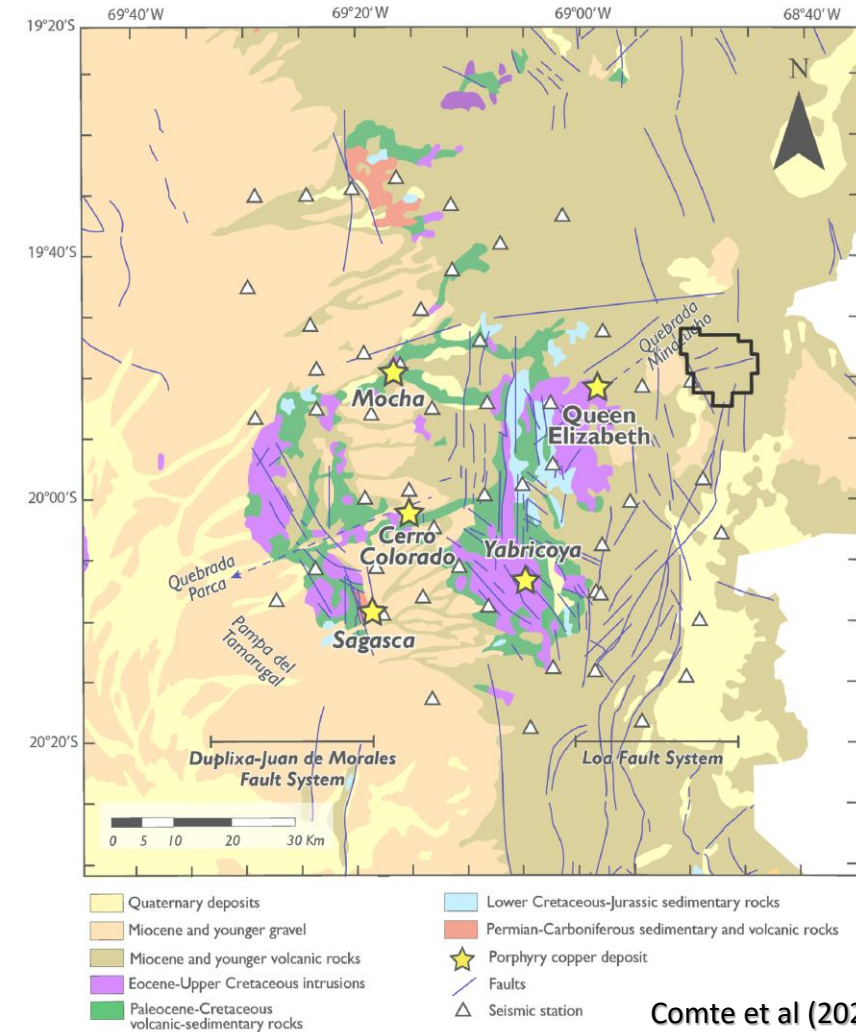 69°40'W
69°20'W
69°00'W
68°40'W
19°20'S
N
19°40'S
Quebrada
Mocha
Queen
Elizabeth
20°00'S
Cerro
Colorado
Yabricoya
Quebrada
Parca
Sagasca
Pampa del
Tamarugal
20°20'S
Duplixa-Juan de Morales
Fault System
Loa Fault System
0 5 10 20 30 Km
Quaternary deposits
Miocene and younger gravel
Miocene and younger volcanic rocks
Eocene-Upper Cretaceous intrusions
Paleocene-Cretaceous
volcanic-sedimentary rocks
Lower Cretaceous-Jurassic sedimentary rocks
Permian-Carboniferous sedimentary and volcanic rocks
Porphyry copper deposit
Faults
Seismic station
Comte et al (202